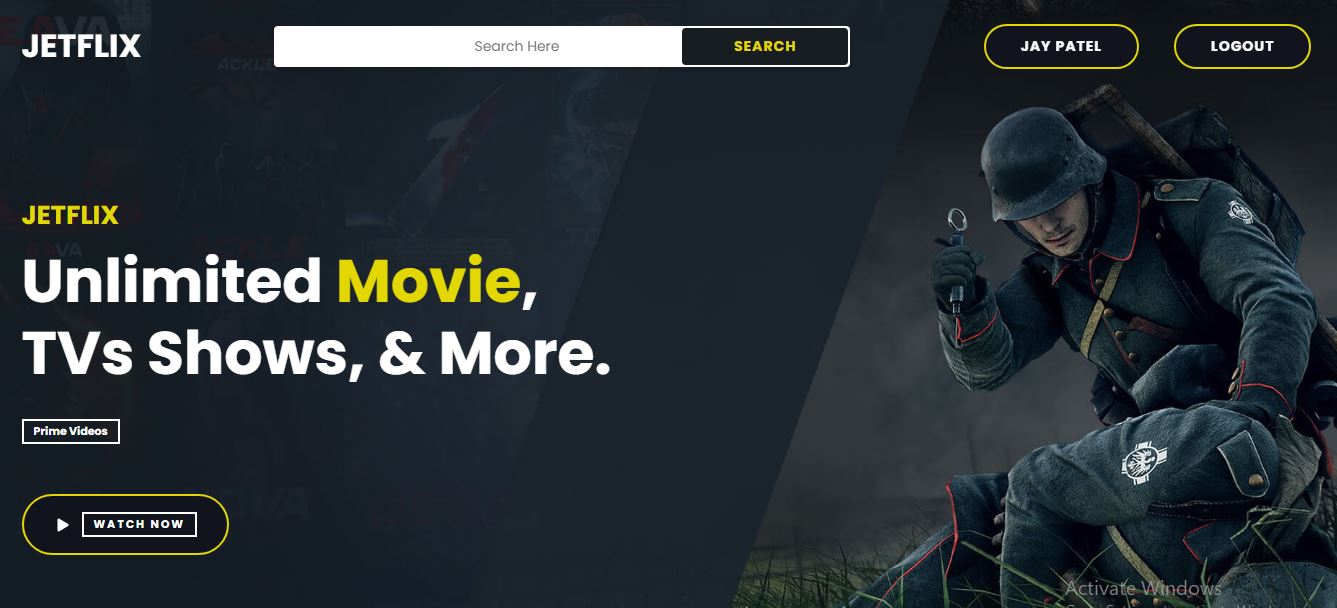 JETFLIX
Search Here
SEARCH
JAY PATEL
LOGOUT
JETFLIX
Unlimited Movie,
TVs Shows, & More.
Prime Videos
WATCH NOW
Activate Windows